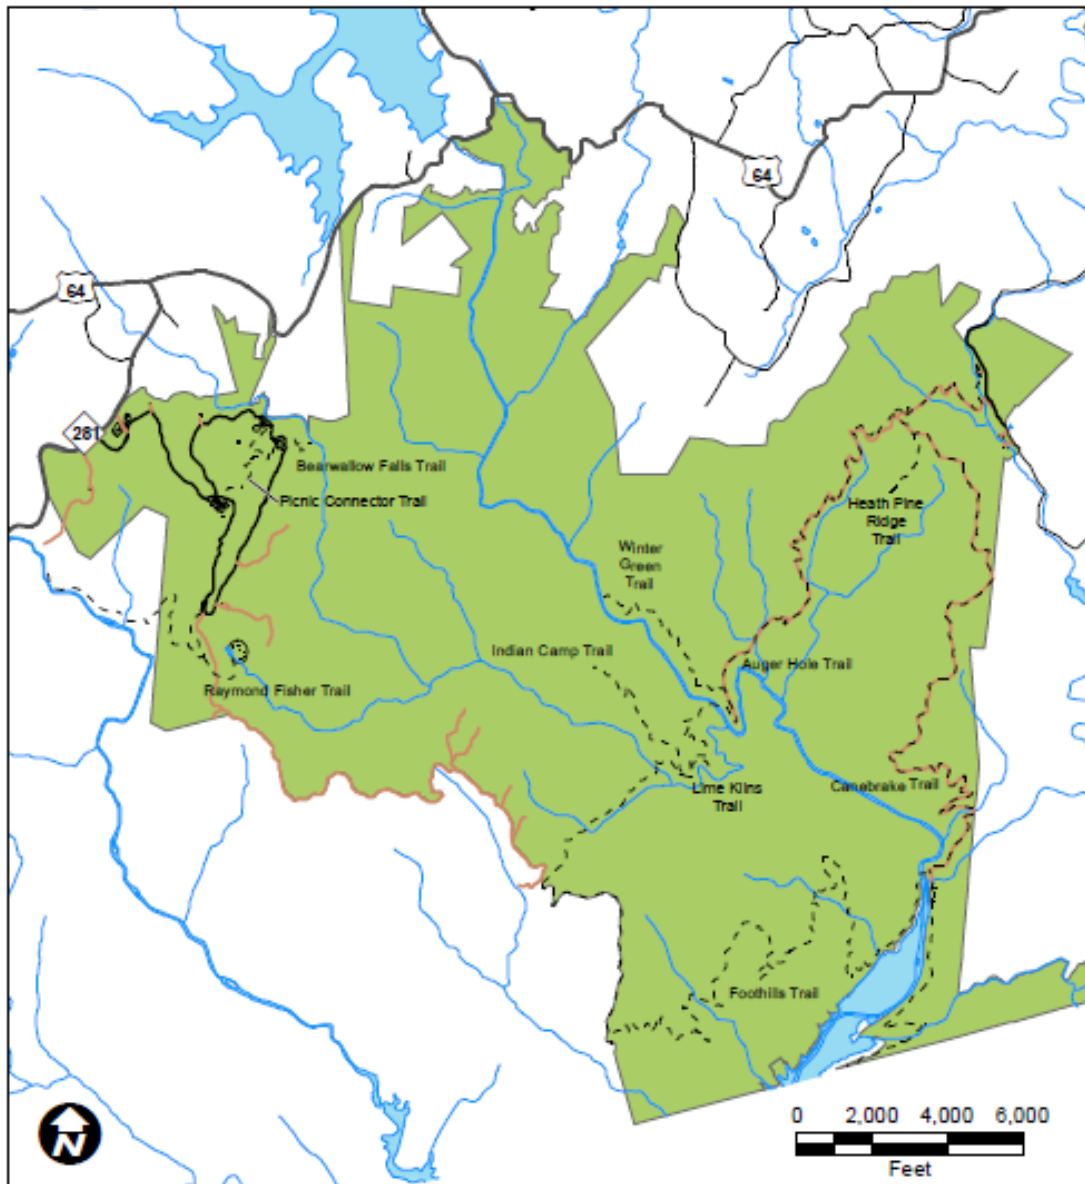 64
64
281
Bearwallow Falls Trail
Picnic Connector Trail
Heath Pine
Ridge
Trail
Winter
Green
Trail
Indian Camp Trail
Auger Hole Trail
Raymond Fisher Trail
Lime Kilns
Trail
Canebrake Trail
Foothills Trail
N
0 2,000 4,000 6,000
Feet